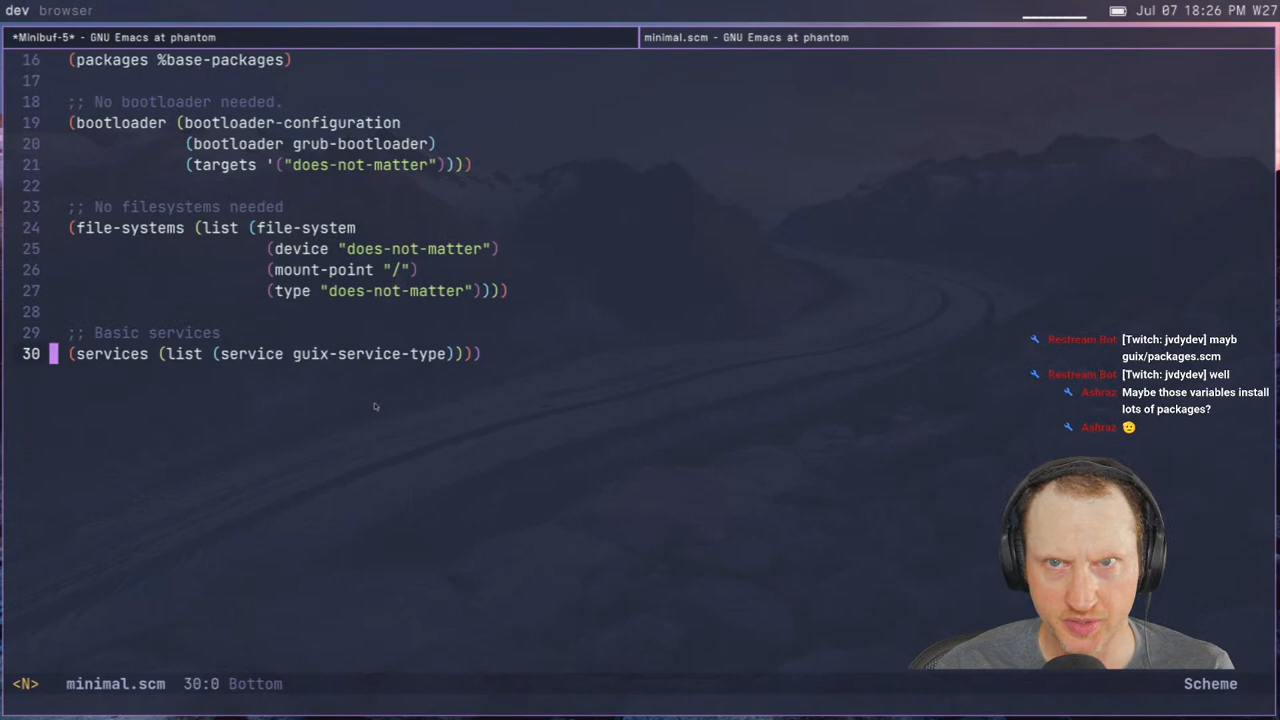 dev browser
Jul 07 18:26 PM W27
*Minibuf-5* - GNU Emacs at phantom
minimal.scm - GNU Emacs at phantom
16 (packages %base-packages)
17
18 ;; No bootloader needed.
19 (bootloader (bootloader-configuration
20 (bootloader grub-bootloader)
21 (targets '("does-not-matter"))))
22
23 ;; No filesystems needed
24 (file-systems (list (file-system
25 (device "does-not-matter")
26 (mount-point "/")
27 (type "does-not-matter"))))
28
29 ;; Basic services
30 (services (list (service guix-service-type))))
Restream Bot [Twitch: jvdydev] mayb
guix/packages.scm
Restream Bot [Twitch: jvdydev] well
Ashraz Maybe those variables install
lots of packages?
Ashraz 🫡
<N> minimal.scm 30:0 Bottom
Scheme